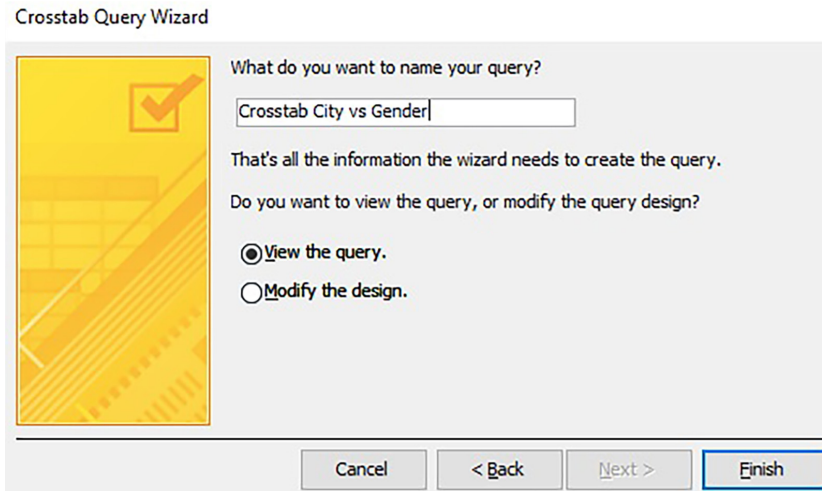 Crosstab Query Wizard
What do you want to name your query?
Crosstab City vs Gender
That's all the information the wizard needs to create the query.
Do you want to view the query, or modify the query design?
View the query.
Modify the design.
Cancel
< Back
Next >
Finish